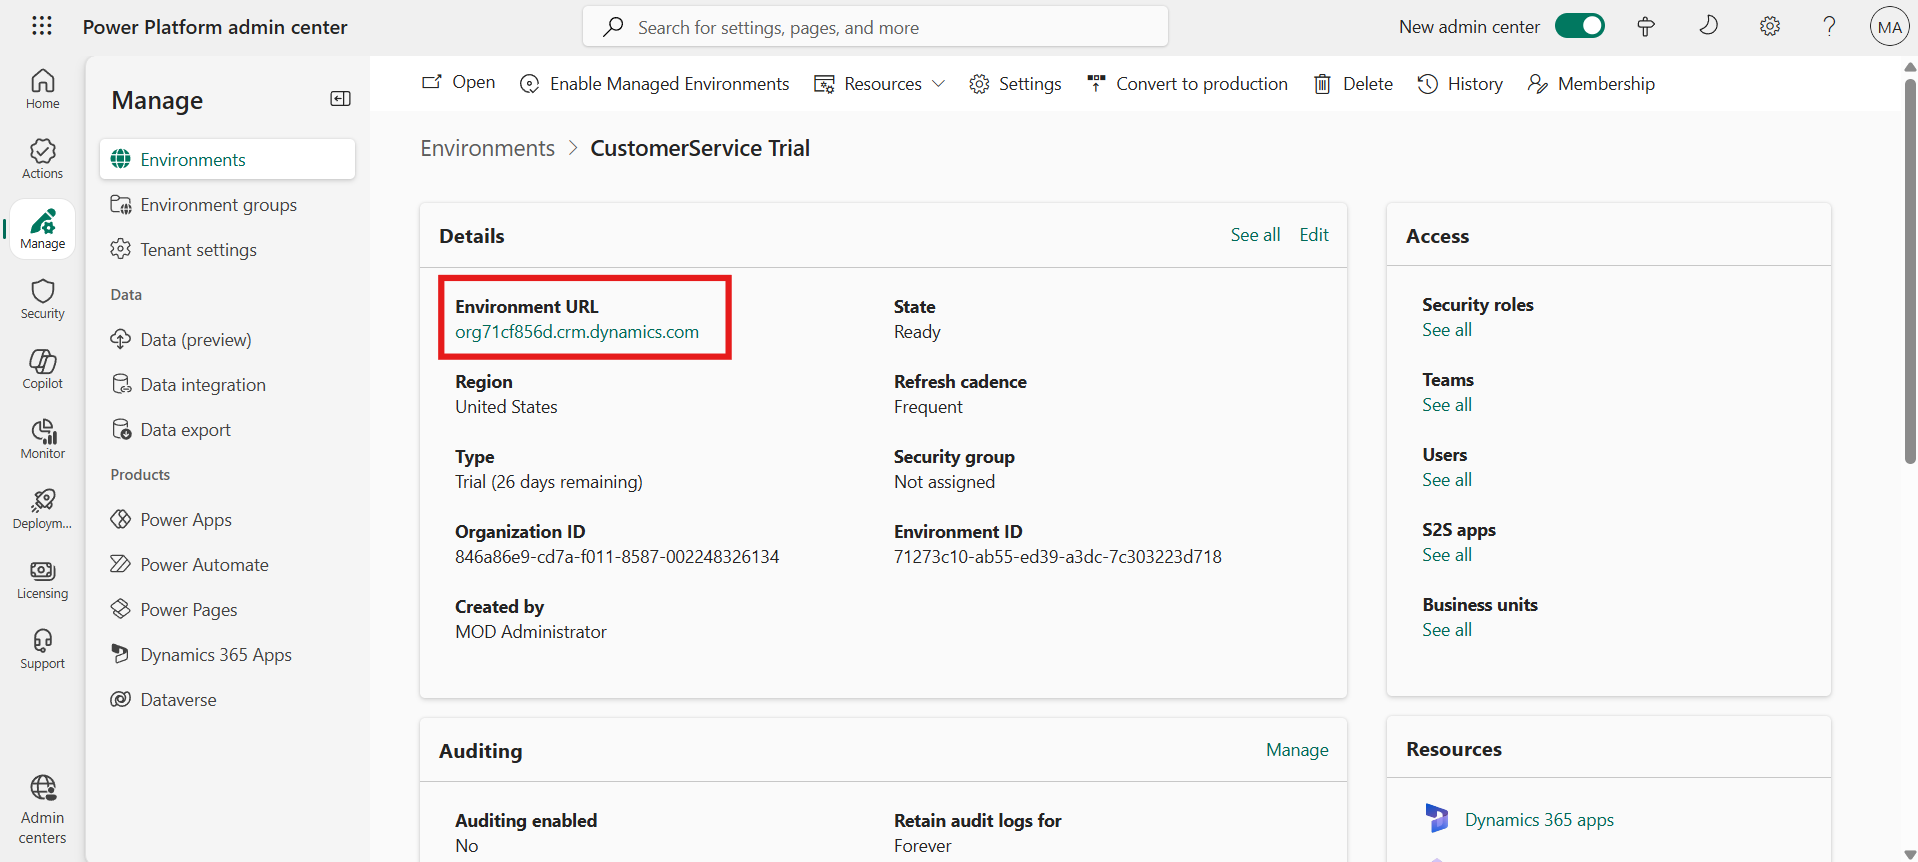 Power Platform admin center
Search for settings, pages, and more
New admin center
MA
Home
Actions
Manage
Security
Copilot
Monitor
Deploym...
Licensing
Support
Admin
centers
Manage
Environments
Environment groups
Tenant settings
Data
Data (preview)
Data integration
Data export
Products
Power Apps
Power Automate
Power Pages
Dynamics 365 Apps
Dataverse
Open
Enable Managed Environments
Resources
Settings
Convert to production
Delete
History
Membership
Environments > CustomerService Trial
Details
See all
Edit
Environment URL
org71cf856d.crm.dynamics.com
State
Ready
Region
United States
Refresh cadence
Frequent
Type
Trial (26 days remaining)
Security group
Not assigned
Organization ID
846a86e9-cd7a-f011-8587-002248326134
Environment ID
71273c10-ab55-ed39-a3dc-7c303223d718
Created by
MOD Administrator
Auditing
Manage
Auditing enabled
No
Retain audit logs for
Forever
Access
Security roles
See all
Teams
See all
Users
See all
S2S apps
See all
Business units
See all
Resources
Dynamics 365 apps